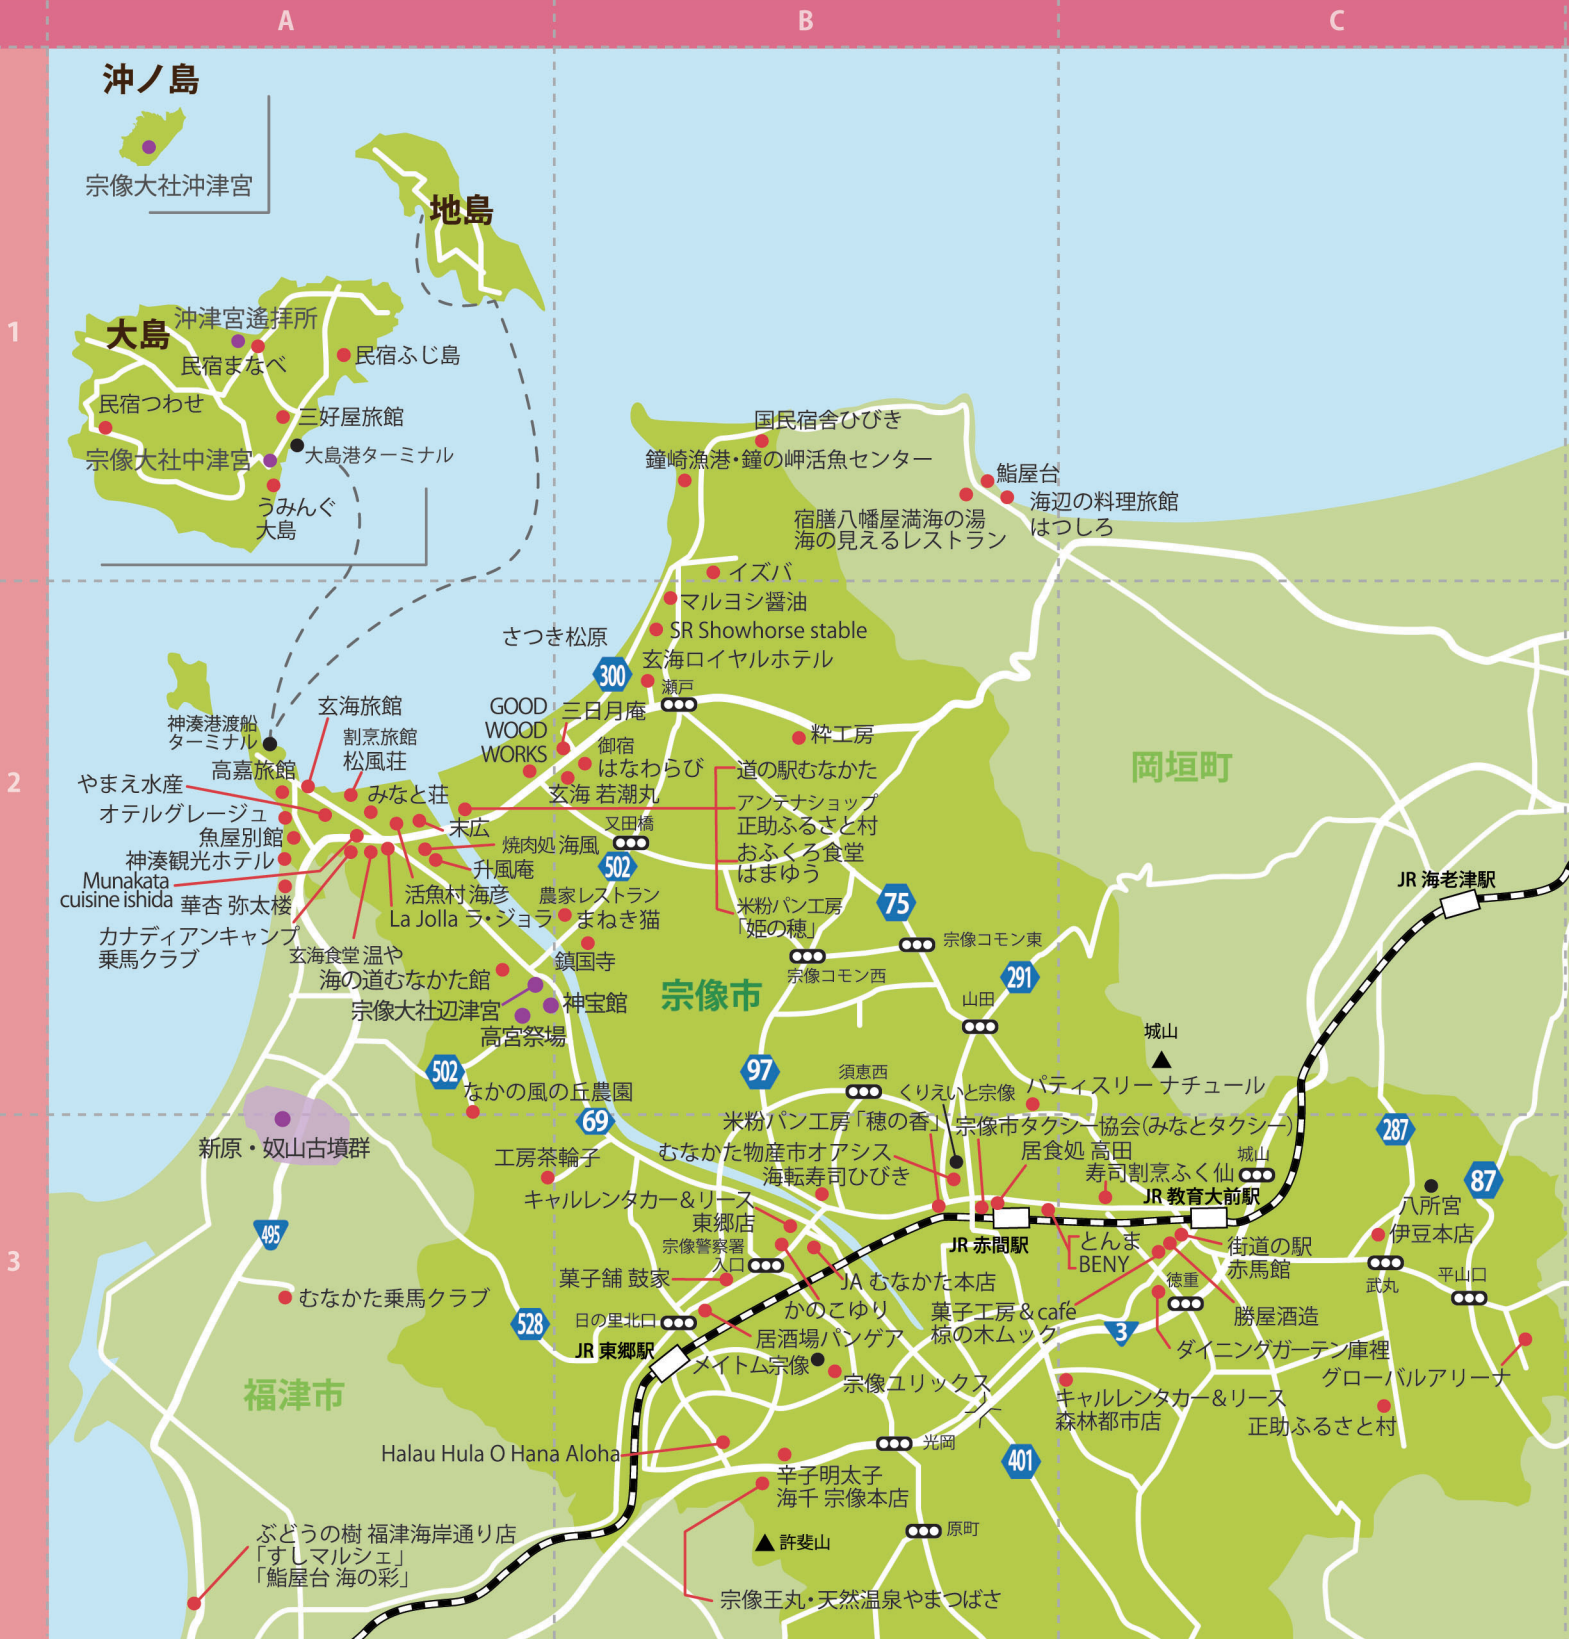 A
B
C
1
2
3
沖ノ島
宗像大社沖津宮
地島
大島
沖津宮遙拝所
民宿まなべ
民宿ふじ島
民宿つわせ
三好屋旅館
宗像大社中津宮
大島港ターミナル
うみんぐ
大島
国民宿舎ひびき
鐘崎漁港・鐘の岬活魚センター
鮨屋台
海辺の料理旅館
はつしろ
宿膳八幡屋満海の湯
海の見えるレストラン
イズバ
マルヨシ醤油
SR Showhorse stable
さつき松原
300
玄海ロイヤルホテル
瀬戸
GOOD
WOOD
WORKS
三日月庵
粋工房
御宿
はなわらび
玄海 若潮丸
又田橋
502
道の駅むなかた
アンテナショップ
正助ふるさと村
おふくろ食堂
はまゆう
米粉パン工房
「姫の穂」
岡垣町
玄海旅館
神湊港渡船
ターミナル
割烹旅館
松風荘
高嘉旅館
やまえ水産
みなと荘
オテルグレージュ
末広
魚屋別館
焼肉処 海風
神湊観光ホテル
升風庵
Munakata
cuisine ishida
華杏 弥太楼
活魚村 海彦
La Jolla ラ・ジョラ
農家レストラン
まねき猫
カナディアンキャンプ
乗馬クラブ
玄海食堂 温や
鎮国寺
海の道むなかた館
宗像大社辺津宮
神宝館
高宮祭場
宗像市
75
宗像コモン東
宗像コモン西
291
山田
城山
JR 海老津駅
502
97
須恵西
くりえいと宗像
パティスリー ナチュール
なかの風の丘農園
69
米粉パン工房「穂の香」
宗像市タクシー協会(みなとタクシー)
287
新原・奴山古墳群
工房茶輪子
むなかた物産市オアシス
居食処 高田
城山
海転寿司ひびき
寿司割烹ふく仙
87
キャルレンタカー＆リース
東郷店
JR 教育大前駅
八所宮
495
宗像警察署
入口
JR 赤間駅
とんま
BENY
街道の駅
赤馬館
伊豆本店
武丸
平山口
菓子舗 鼓家
JA むなかた本店
徳重
むなかた乗馬クラブ
かのこゆり
菓子工房＆café
椋の木ムック
勝屋酒造
528
日の里北口
居酒場パンゲア
3
JR 東郷駅
メイトム宗像
ダイニングガーテン庫裡
宗像ユリックス
グローバルアリーナ
福津市
キャルレンタカー＆リース
森林都市店
正助ふるさと村
Halau Hula O Hana Aloha
光岡
401
辛子明太子
海千 宗像本店
ぶどうの樹 福津海岸通り店
「すしマルシェ」
「鮨屋台 海の彩」
許斐山
原町
宗像王丸・天然温泉やまつばさ